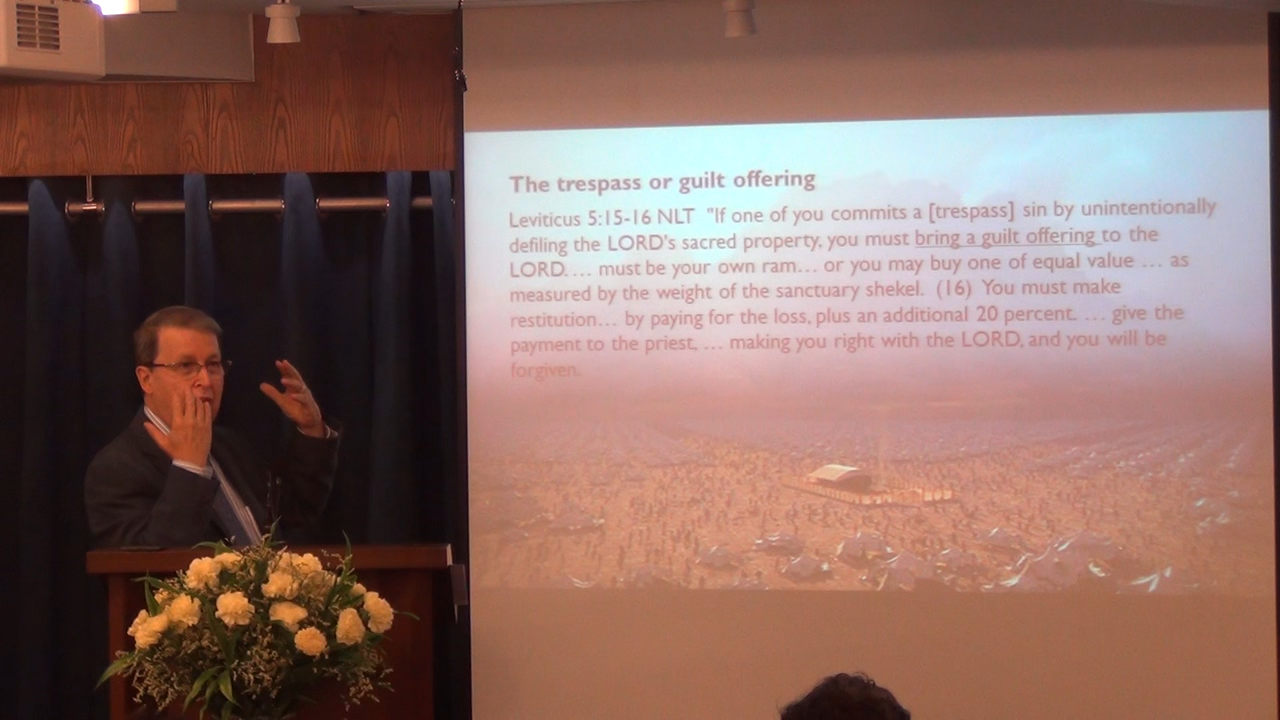 The trespass or guilt offering
Leviticus 5:15-16 NLT "If one of you commits a [trespass] sin by unintentionally
defiling the LORD's sacred property, you must bring a guilt offering to the
LORD. ... must be your own ram... or you may buy one of equal value ... as
measured by the weight of the sanctuary shekel. (16) You must make
restitution... by paying for the loss, plus an additional 20 percent. ... give the
payment to the priest, ... making you right with the LORD, and you will be
forgiven.